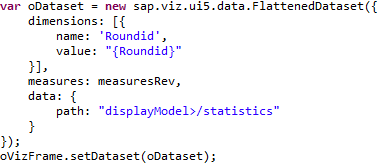 var oDataset = new sap.viz.ui5.data.FlattenedDataset({
    dimensions: [{
        name: 'Roundid',
        value: "{Roundid}"
    }],
    measures: measuresRev,
    data: {
        path: "displayModel>/statistics"
    }
});
oVizFrame.setDataset(oDataset);